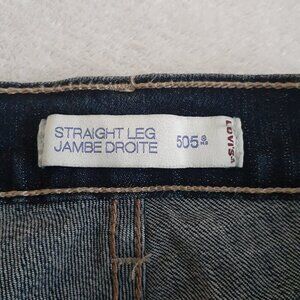 STRAIGHT LEG
JAMBE DROITE
505
LEVI'S